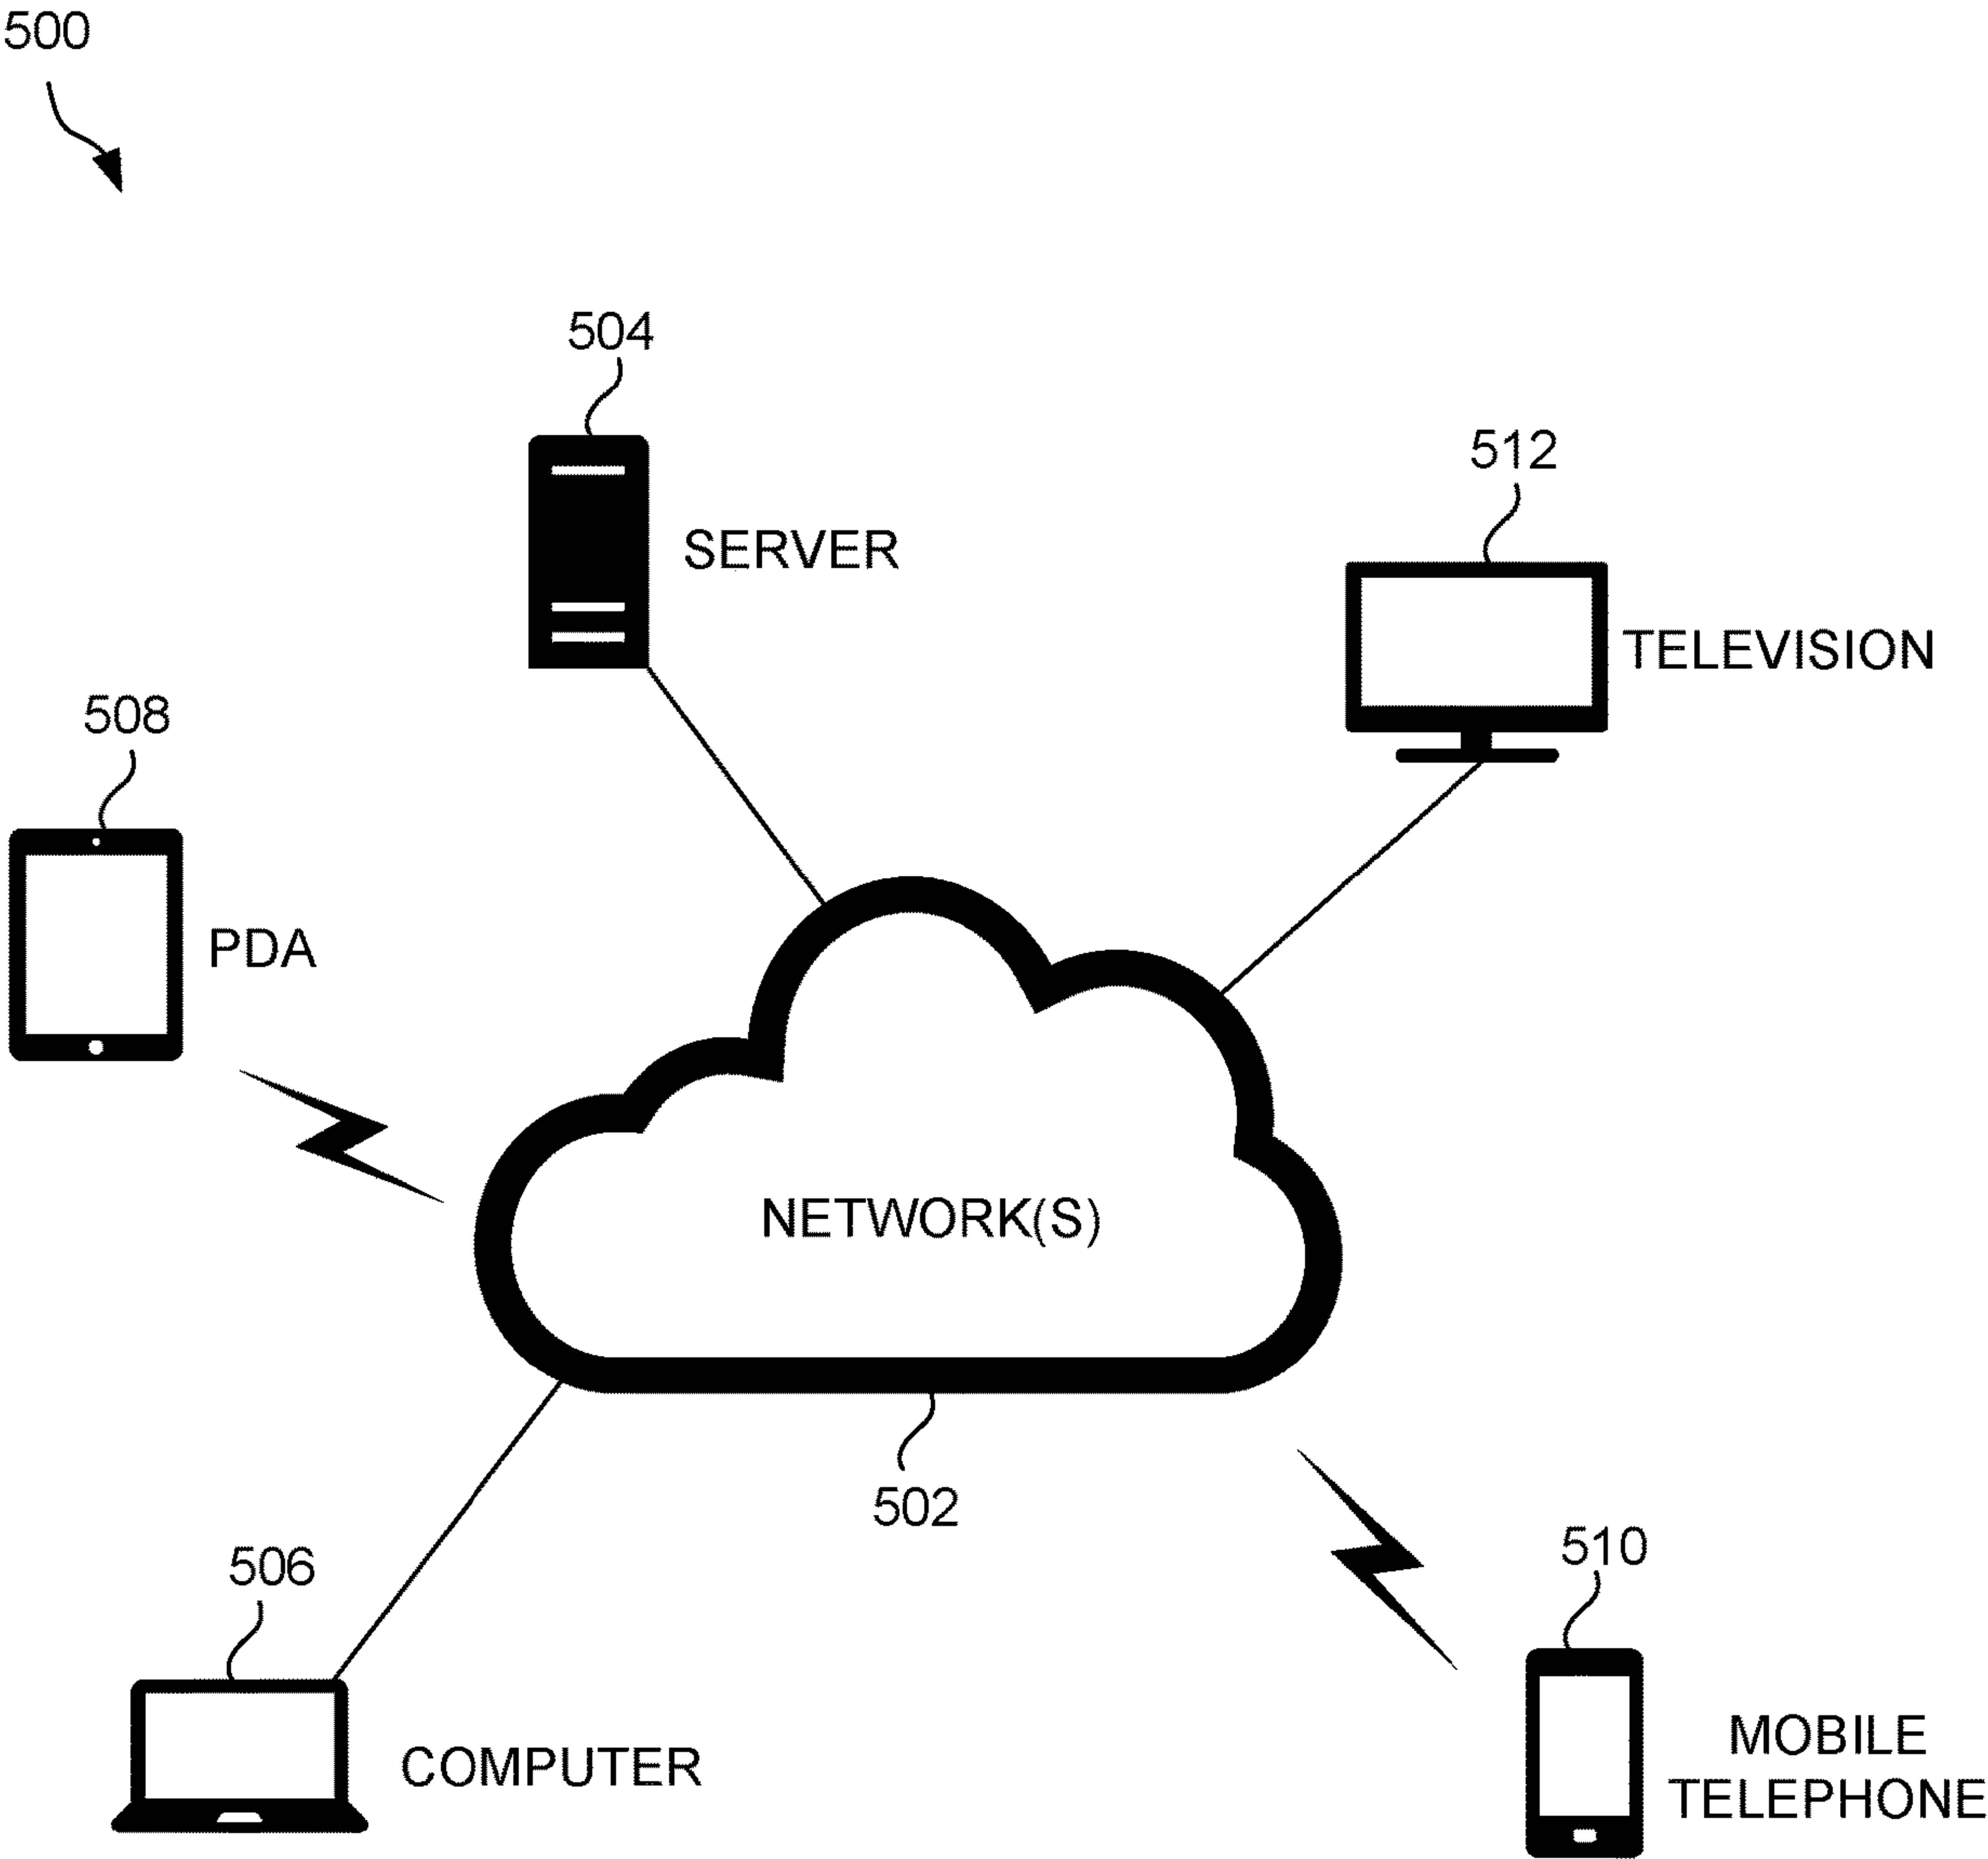 500
504
SERVER
512
TELEVISION
508
PDA
NETWORK(S)
502
506
COMPUTER
510
MOBILE
TELEPHONE